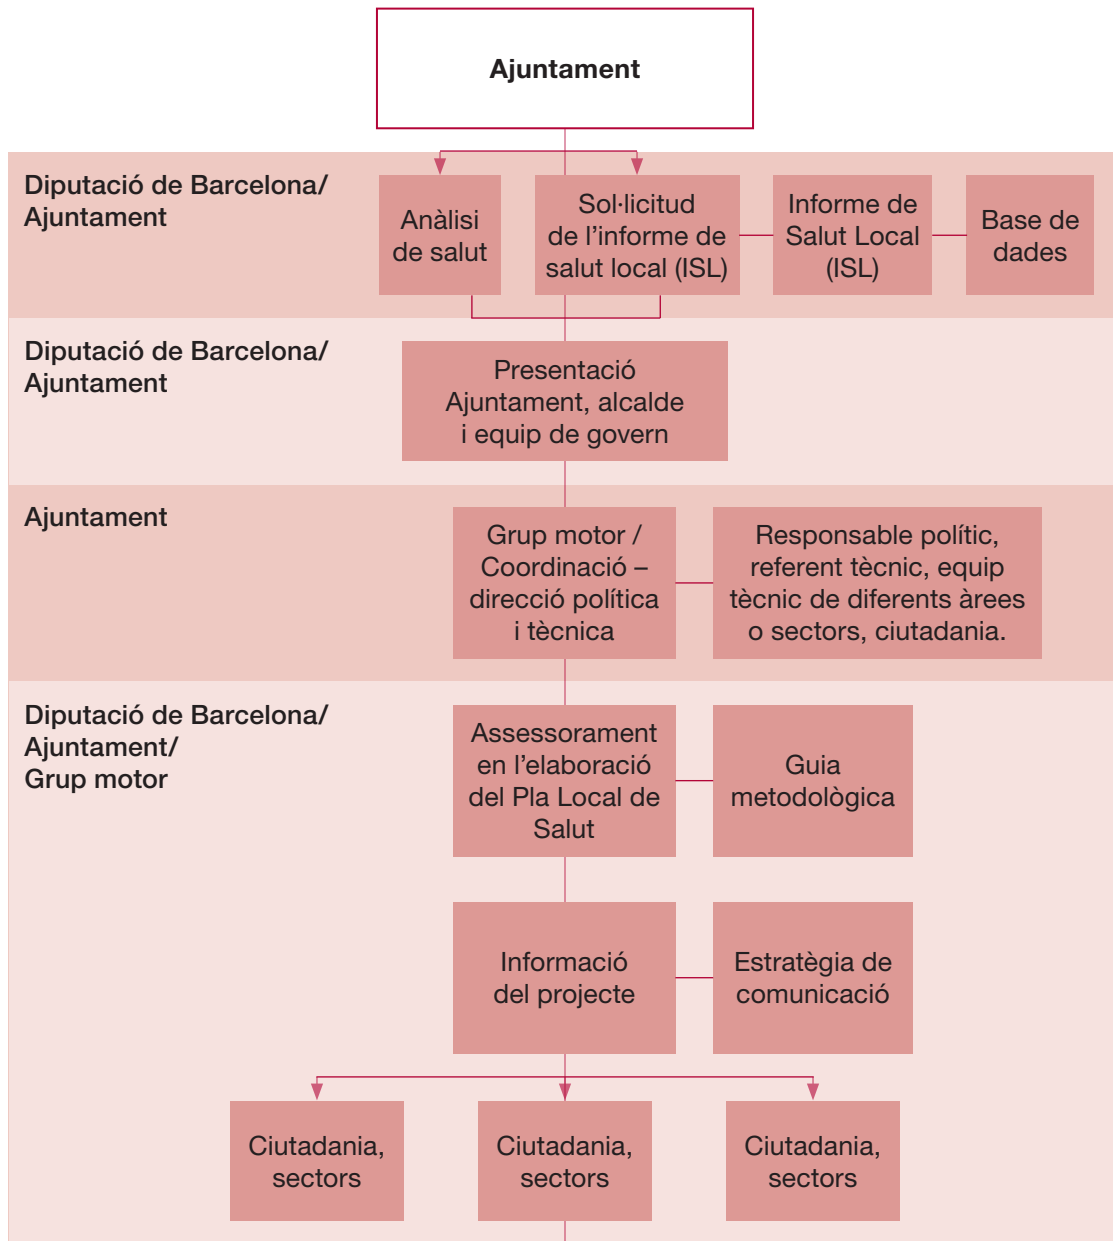 Ajuntament
Diputació de Barcelona/
Ajuntament
Anàlisi
de salut
Sol·licitud
de l’informe de
salut local (ISL)
Informe de
Salut Local
(ISL)
Base de
dades
Diputació de Barcelona/
Ajuntament
Presentació
Ajuntament, alcalde
i equip de govern
Ajuntament
Grup motor /
Coordinació –
direcció política
i tècnica
Responsable polític,
referent tècnic, equip
tècnic de diferents àrees
o sectors, ciutadania.
Diputació de Barcelona/
Ajuntament/
Grup motor
Assessorament
en l’elaboració
del Pla Local de
Salut
Guia
metodològica
Informació
del projecte
Estratègia de
comunicació
Ciutadania,
sectors
Ciutadania,
sectors
Ciutadania,
sectors